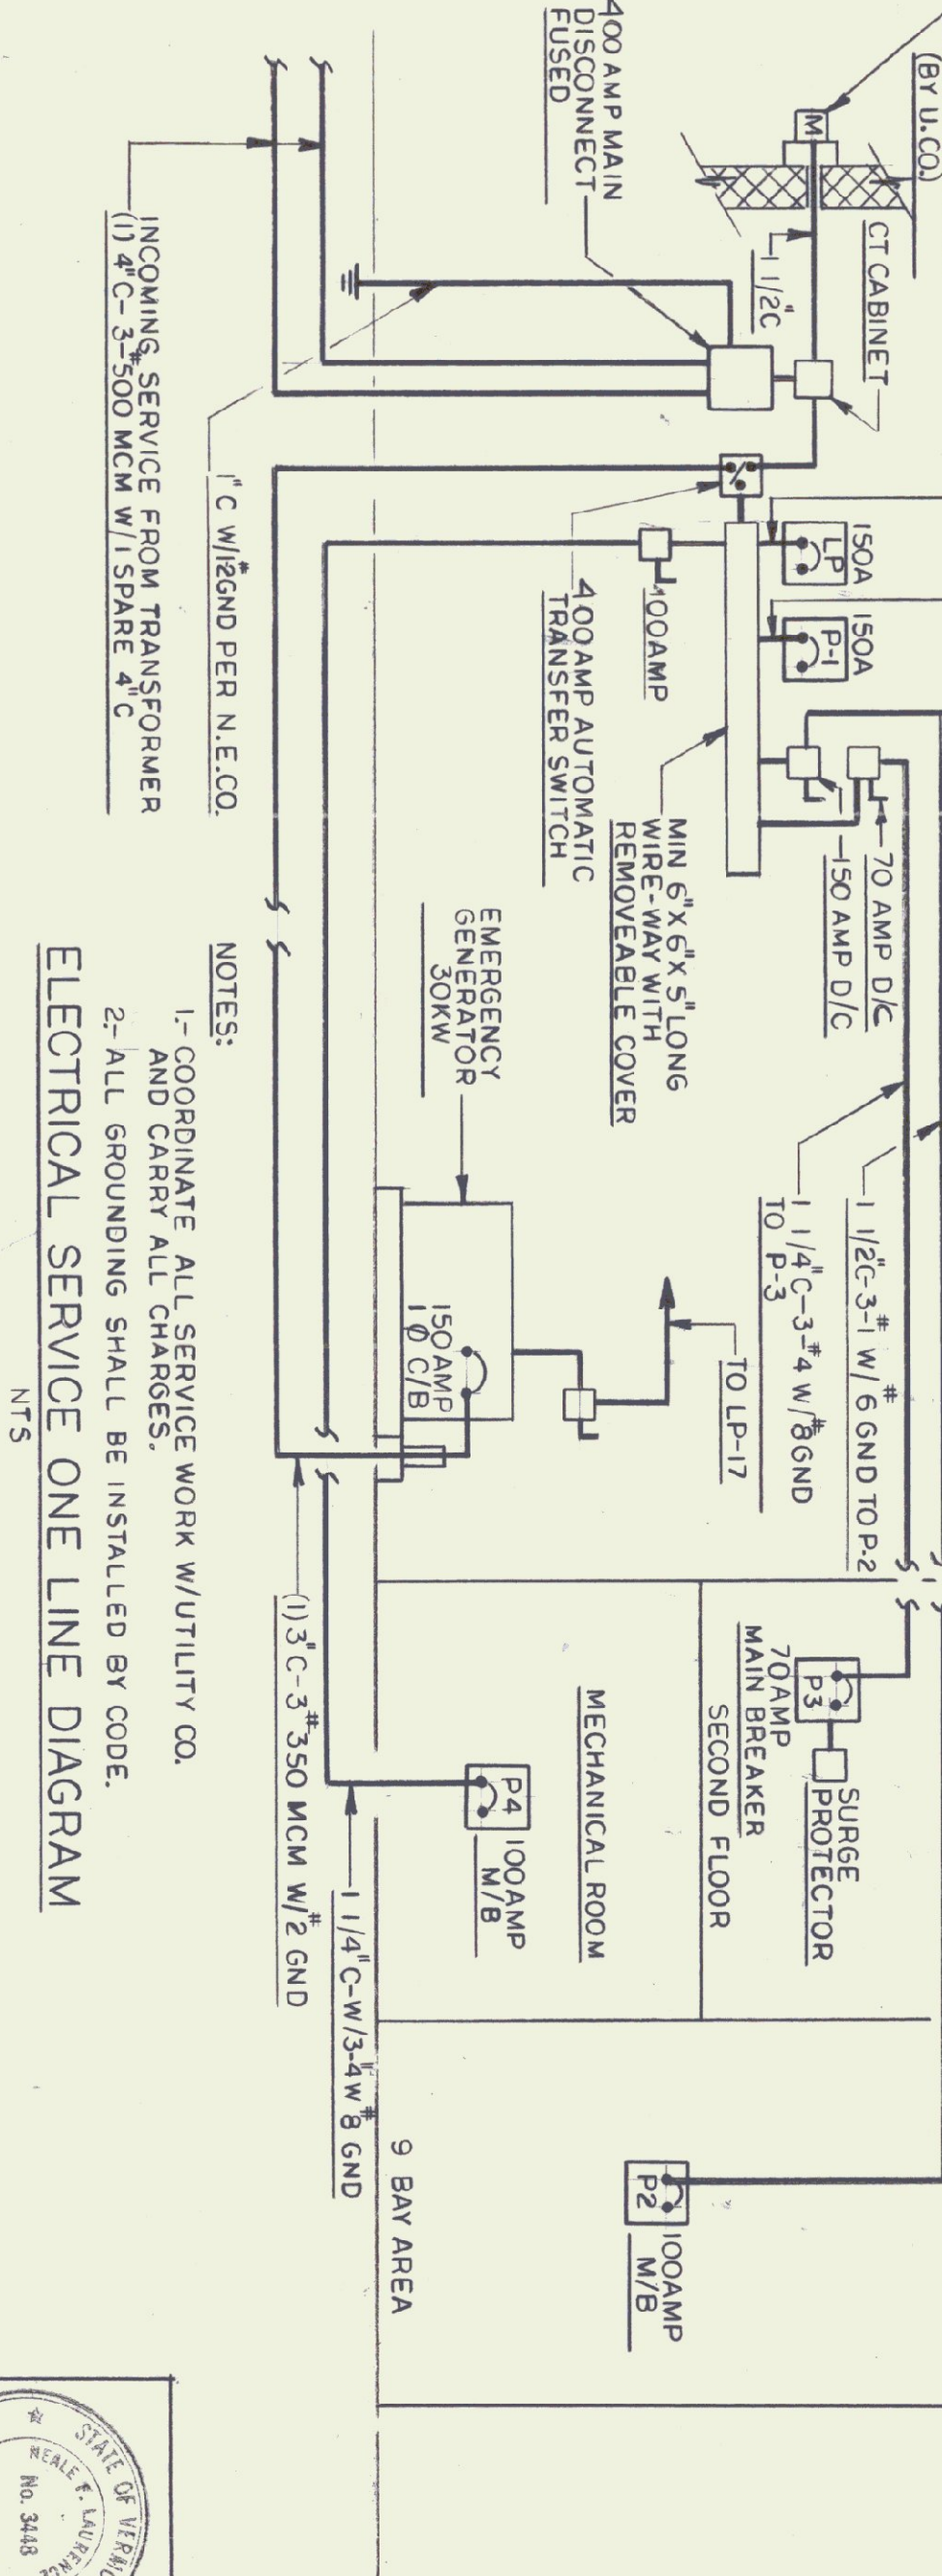 (BY U.CO.)
M
CT CABINET
1 1/2"C
400 AMP MAIN
DISCONNECT
FUSED
150A
LP
150A
P-1
100AMP
400AMP AUTOMATIC
TRANSFER SWITCH
70 AMP D/C
150 AMP D/C
MIN 6"X 6"X 5' LONG
WIRE-WAY WITH
REMOVEABLE COVER
1 1/2"C-3-#1 W/#6 GND TO P-2
1 1/4"C-3-#4 W/#8GND
TO P-3
EMERGENCY
GENERATOR
30KW
150AMP
1 Ø C/B
TO LP-17
INCOMING SERVICE FROM TRANSFORMER
(1) 4"C-3-#500 MCM W/1 SPARE 4"C
1"C W/#2GND PER N.E.CO.
SURGE
PROTECTOR
P3
70AMP
MAIN BREAKER
SECOND FLOOR
MECHANICAL ROOM
P4
100AMP
M/B
(1)3"C-3#350 MCM W/#2 GND
1 1/4"C-W/3-4W#8 GND
P2
100AMP
M/B
9 BAY AREA
NOTES:
1.- COORDINATE ALL SERVICE WORK W/UTILITY CO.
AND CARRY ALL CHARGES.
2.- ALL GROUNDING SHALL BE INSTALLED BY CODE.
ELECTRICAL SERVICE ONE LINE DIAGRAM
NTS
STATE OF
No. 3448